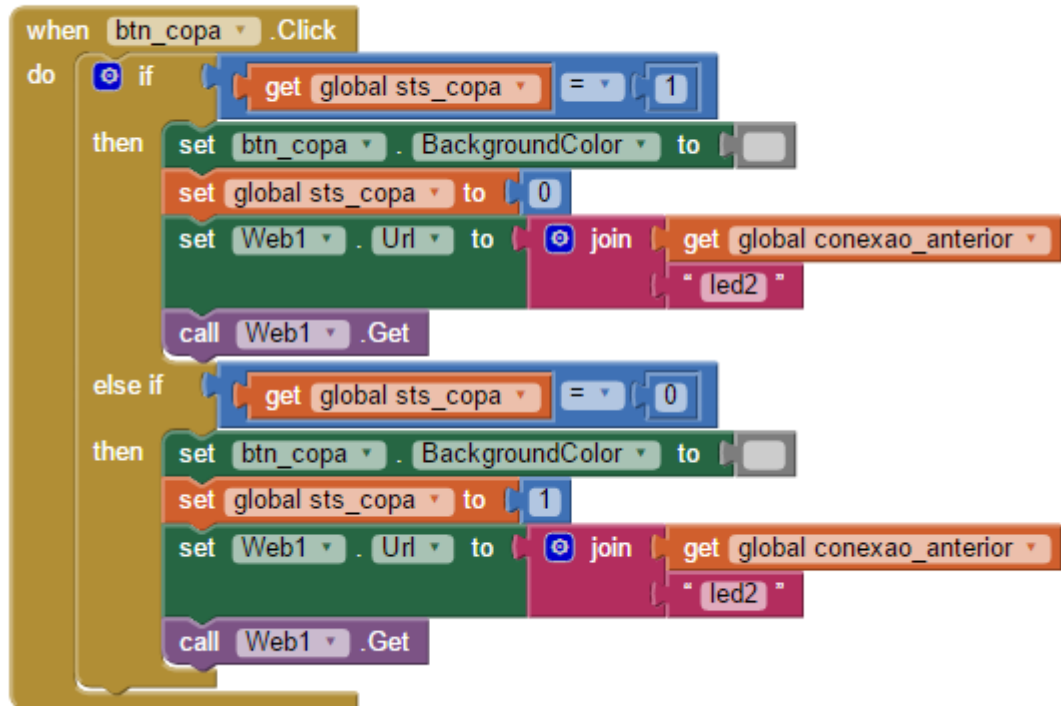 when btn_copa .Click
do if get global sts_copa = 1
then set btn_copa . BackgroundColor to
set global sts_copa to 0
set Web1 . Url to join get global conexao_anterior
" led2 "
call Web1 .Get
else if get global sts_copa = 0
then set btn_copa . BackgroundColor to
set global sts_copa to 1
set Web1 . Url to join get global conexao_anterior
" led2 "
call Web1 .Get